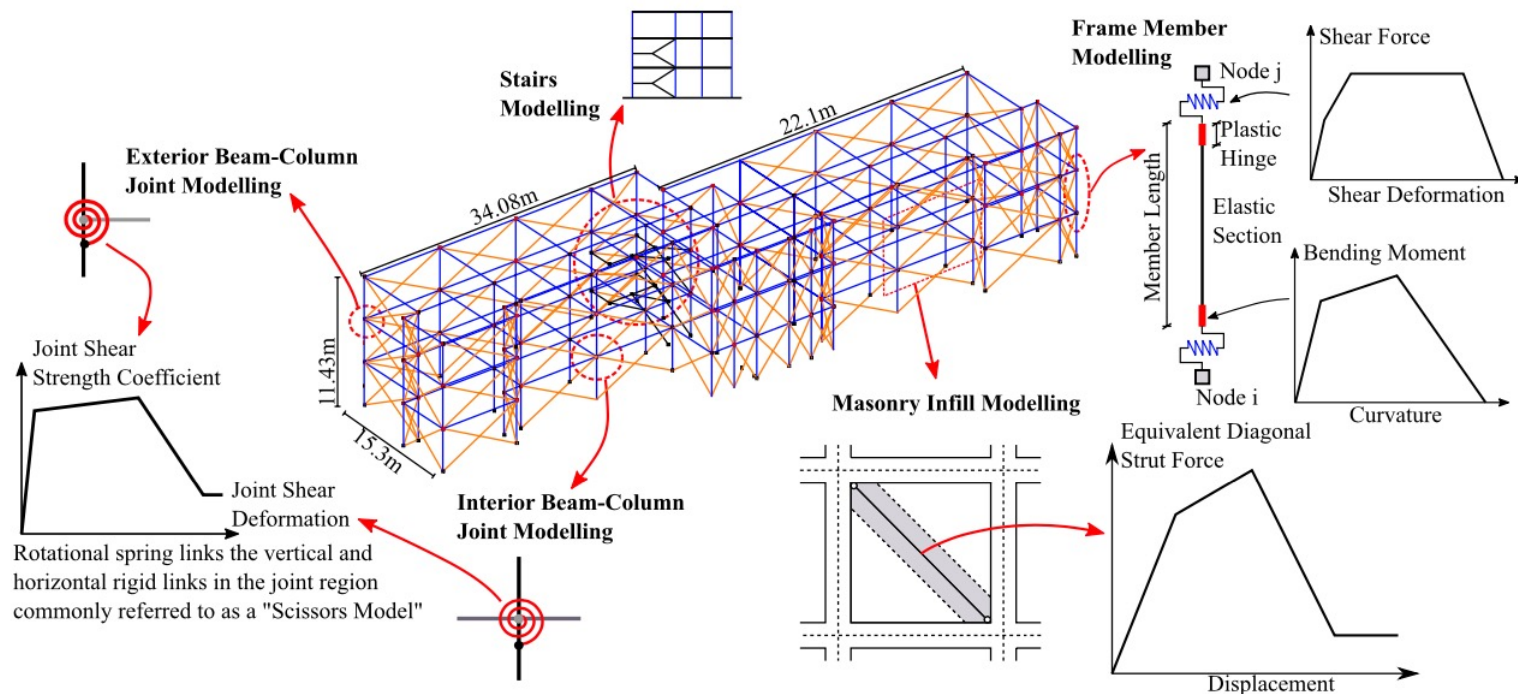 Stairs
Modelling
Frame Member
Modelling
Shear Force
Node j
Plastic
Hinge
Member Length
Elastic
Section
Shear Deformation
22.1m
34.08m
Exterior Beam-Column
Joint Modelling
11.43m
15.3m
Bending Moment
Node i
Curvature
Joint Shear
Strength Coefficient
Joint Shear
Deformation
Rotational spring links the vertical and
horizontal rigid links in the joint region
commonly referred to as a "Scissors Model"
Interior Beam-Column
Joint Modelling
Masonry Infill Modelling
Equivalent Diagonal
Strut Force
Displacement